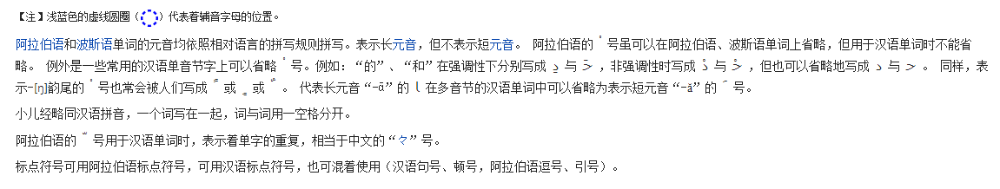 【注】浅蓝色的虚线圆圈（◌）代表着辅音字母的位置。
阿拉伯语和波斯语单词的元音均依照相对语言的拼写规则拼写。表示长元音，但不表示短元音。 阿拉伯语的 ْ 号虽可以在阿拉伯语、波斯语单词上省略，但用于汉语单词时不能省
略。 例外是一些常用的汉语单音节字上可以省略 ْ 号。例如：“的”、“和”在强调性下分别写成 دِ 与 حَ ，非强调性时写成 دْ 与 حْ ，但也可以省略地写成 د 与 ح 。 同样，表
示-[ŋ]韵尾的 ْ 号也常会被人们写成 ً 或 ٍ 或 ٌ 。 代表长元音“-ā”的 ا 在多音节的汉语单词中可以省略为表示短元音“-ă”的 َ 号。
小儿经略同汉语拼音，一个词写在一起，词与词用一空格分开。
阿拉伯语的 ّ 号用于汉语单词时，表示着单字的重复，相当于中文的“々”号。
标点符号可用阿拉伯语标点符号，可用汉语标点符号，也可混着使用（汉语句号、顿号，阿拉伯语逗号、引号）。